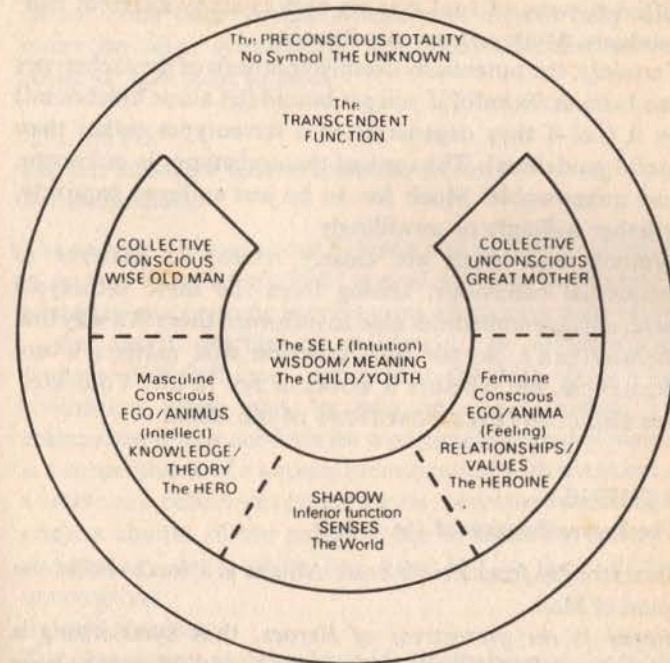 The PRECONSCIOUS TOTALITY
No Symbol THE UNKNOWN
The
TRANSCENDENT
FUNCTION
COLLECTIVE
CONSCIOUS
WISE OLD MAN
COLLECTIVE
UNCONSCIOUS
GREAT MOTHER
The SELF (Intuition)
WISDOM/MEANING
The CHILD/YOUTH
Masculine
Conscious
EGO/ANIMUS
(Intellect)
KNOWLEDGE/
THEORY
The HERO
Feminine
Conscious
EGO/ANIMA
(Feeling)
RELATIONSHIPS/
VALUES
The HEROINE
SHADOW
Inferior function
SENSES
The World